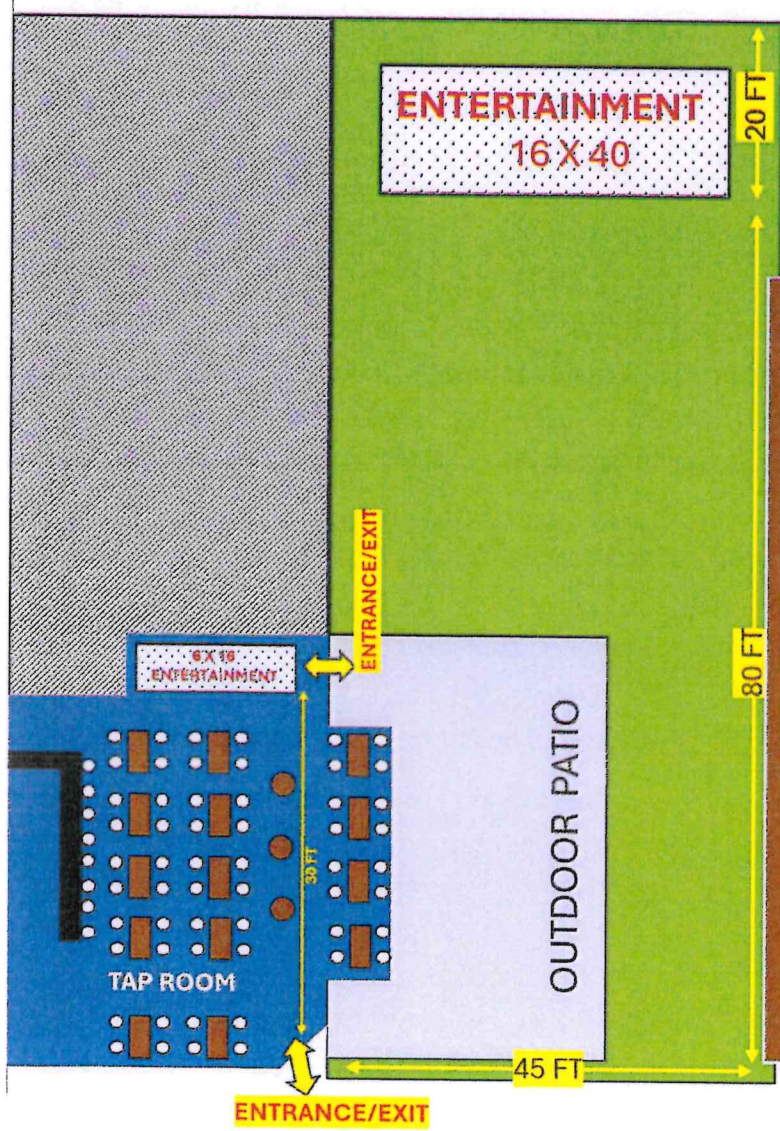 ENTERTAINMENT
16 X 40
20 FT
ENTRANCE/EXIT
6 X 16
ENTERTAINMENT
80 FT
OUTDOOR PATIO
30 FT
TAP ROOM
45 FT
ENTRANCE/EXIT